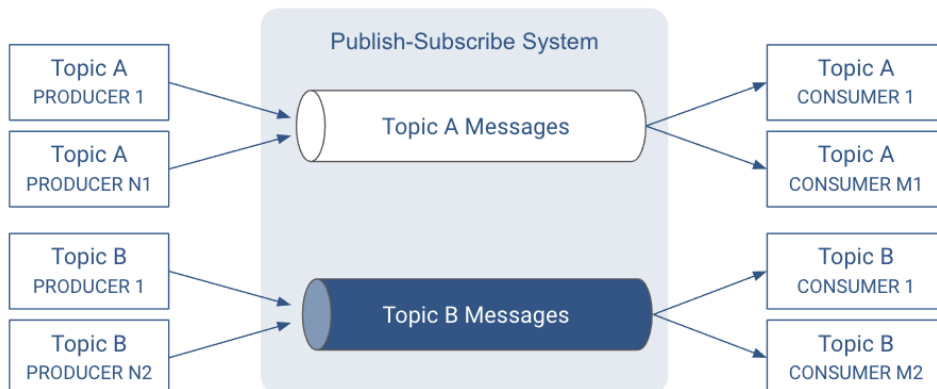 Publish-Subscribe System
Topic A
PRODUCER 1
Topic A
PRODUCER N1
Topic A Messages
Topic A
CONSUMER 1
Topic A
CONSUMER M1
Topic B
PRODUCER 1
Topic B
PRODUCER N2
Topic B Messages
Topic B
CONSUMER 1
Topic B
CONSUMER M2